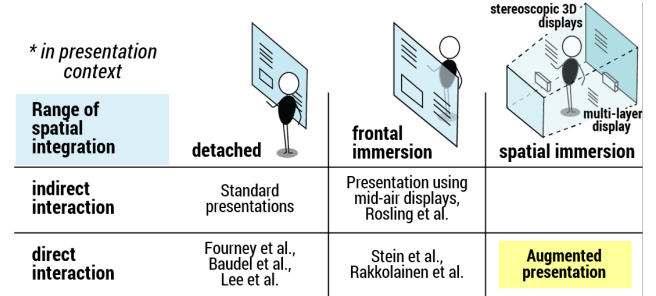 stereoscopic 3D
displays
* in presentation
context
multi-layer
display
Range of
spatial
integration
detached
frontal
immersion
spatial immersion
indirect
interaction
Standard
presentations
Presentation using
mid-air displays,
Rosling et al.
direct
interaction
Fourney et al.,
Baudel et al.,
Lee et al.
Stein et al.,
Rakkolainen et al.
Augmented
presentation